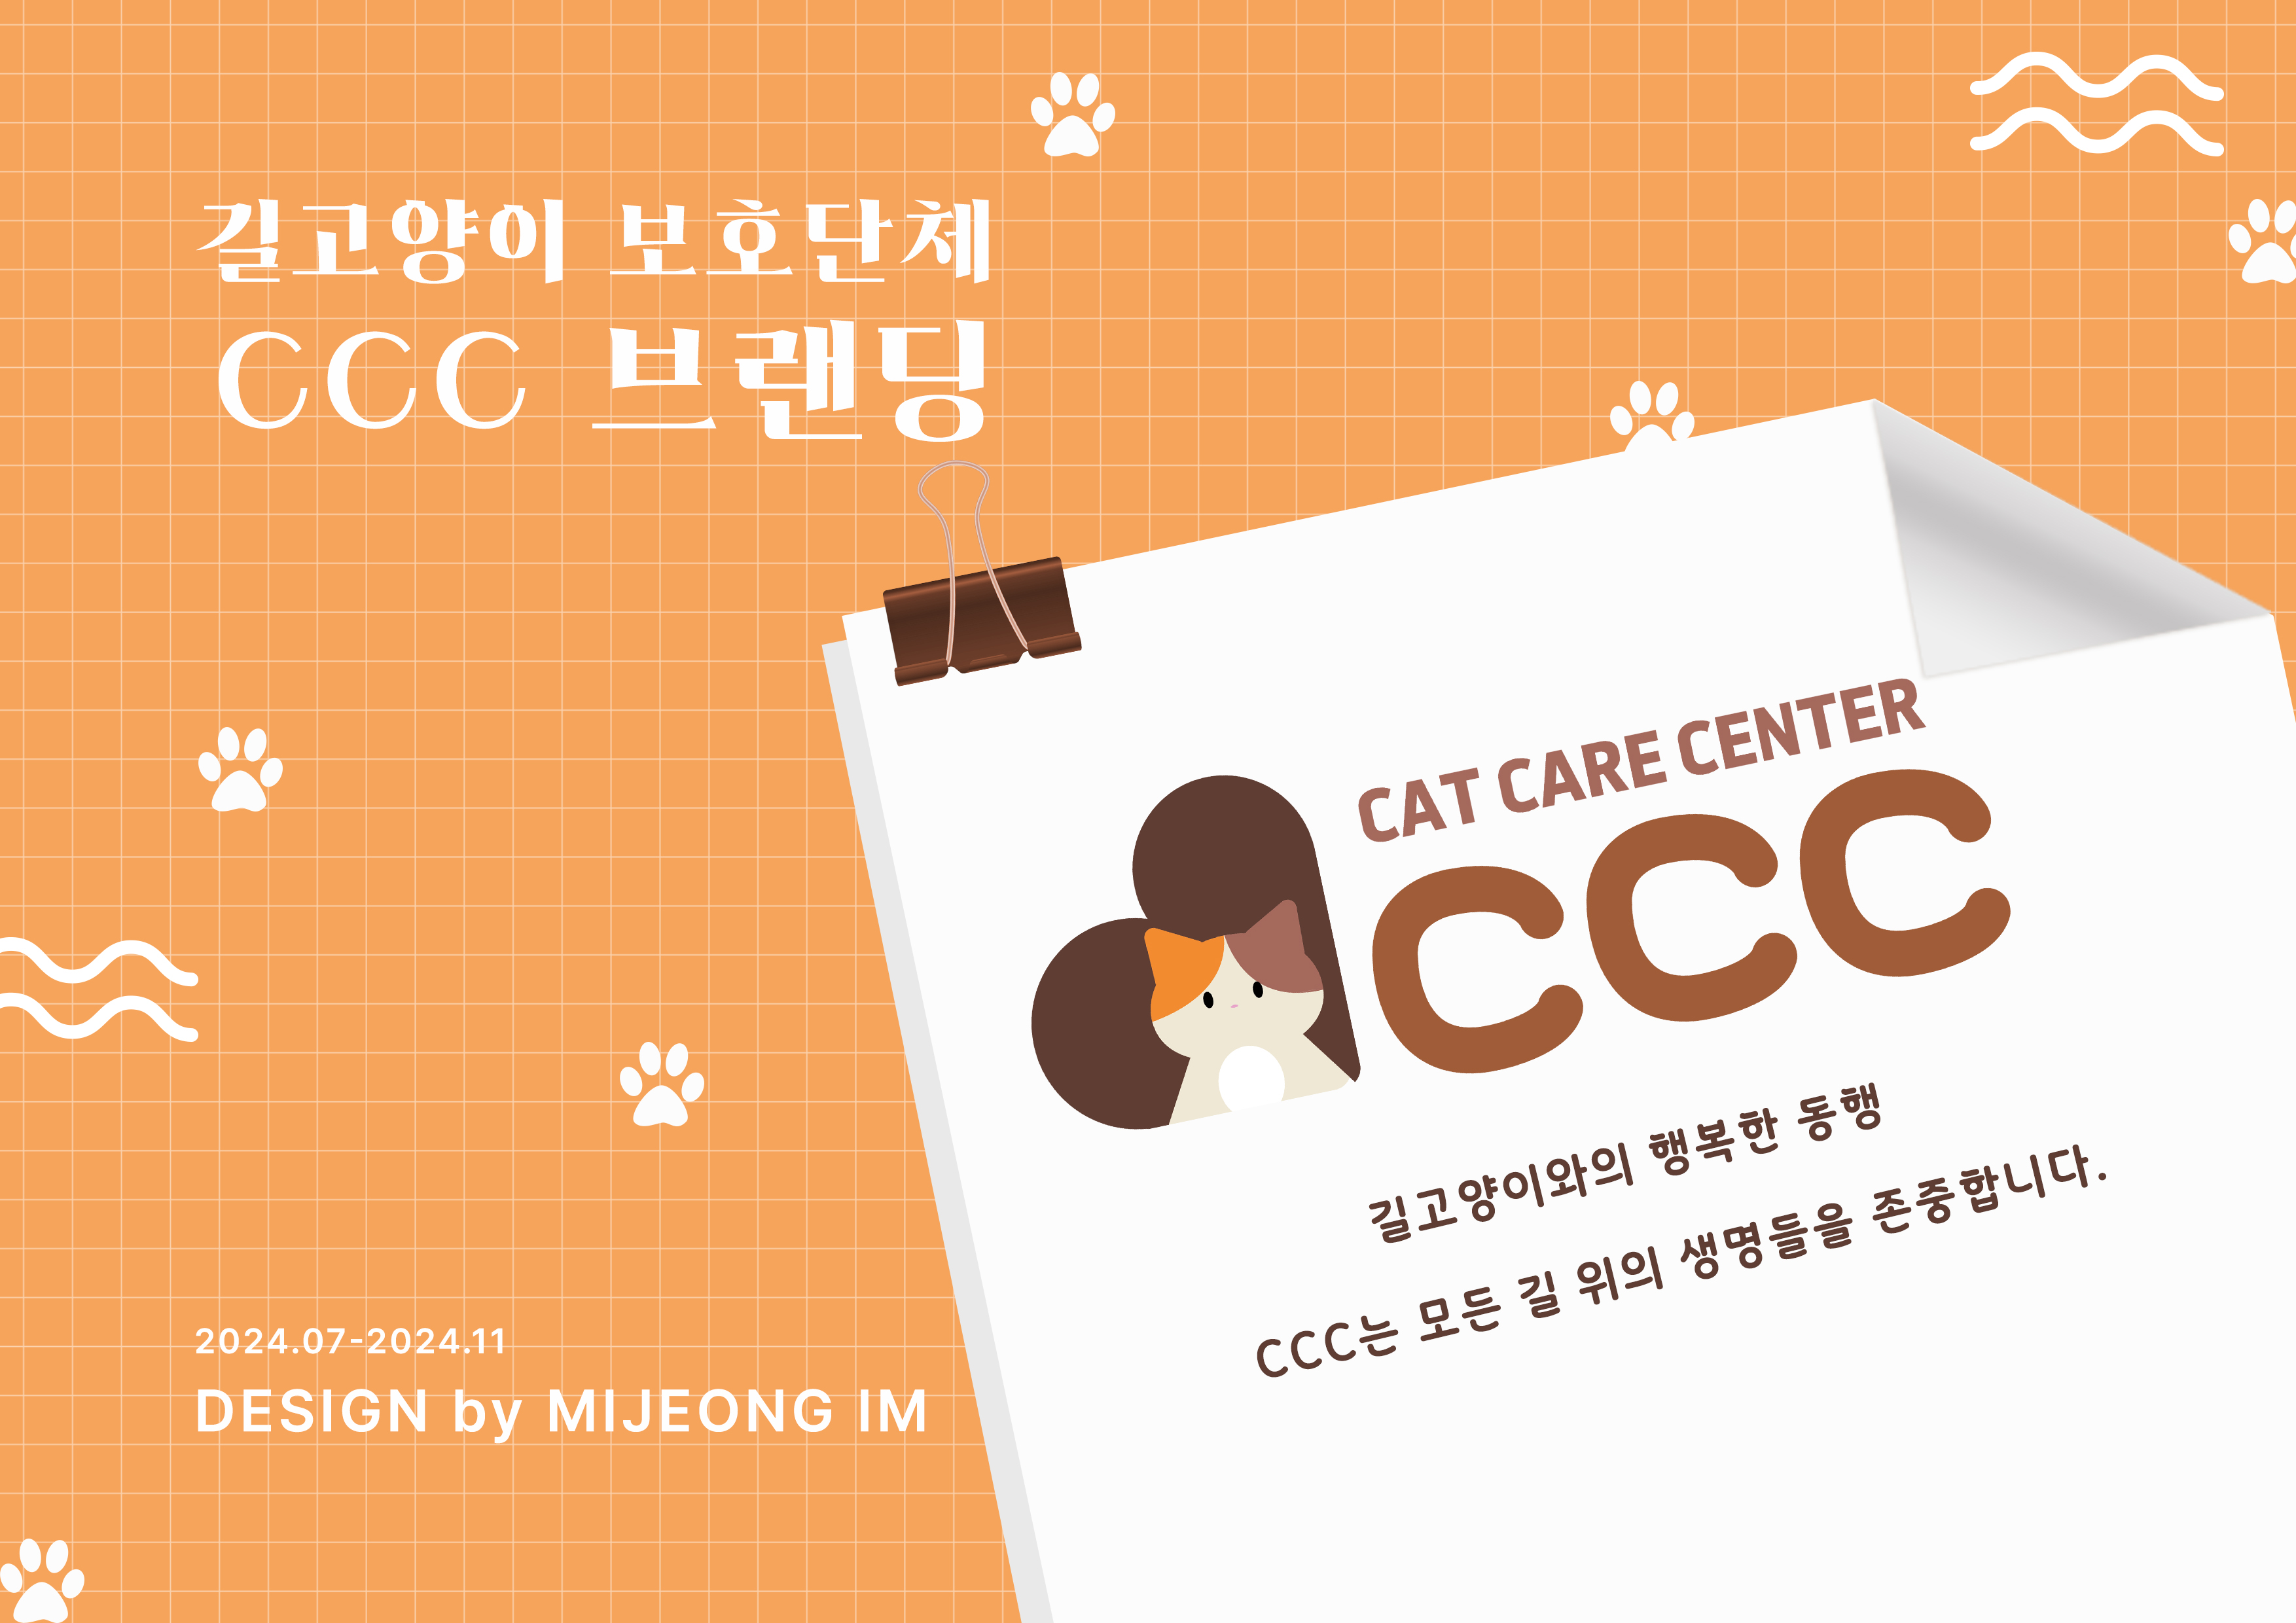 길고양이 보호단체
CCC 브랜딩
CAT CARE CENTER
CCC
길고양이와의 행복한 동행
CCC는 모든 길 위의 생명들을 존중합니다.
2024.07-2024.11
DESIGN by MIJEONG IM